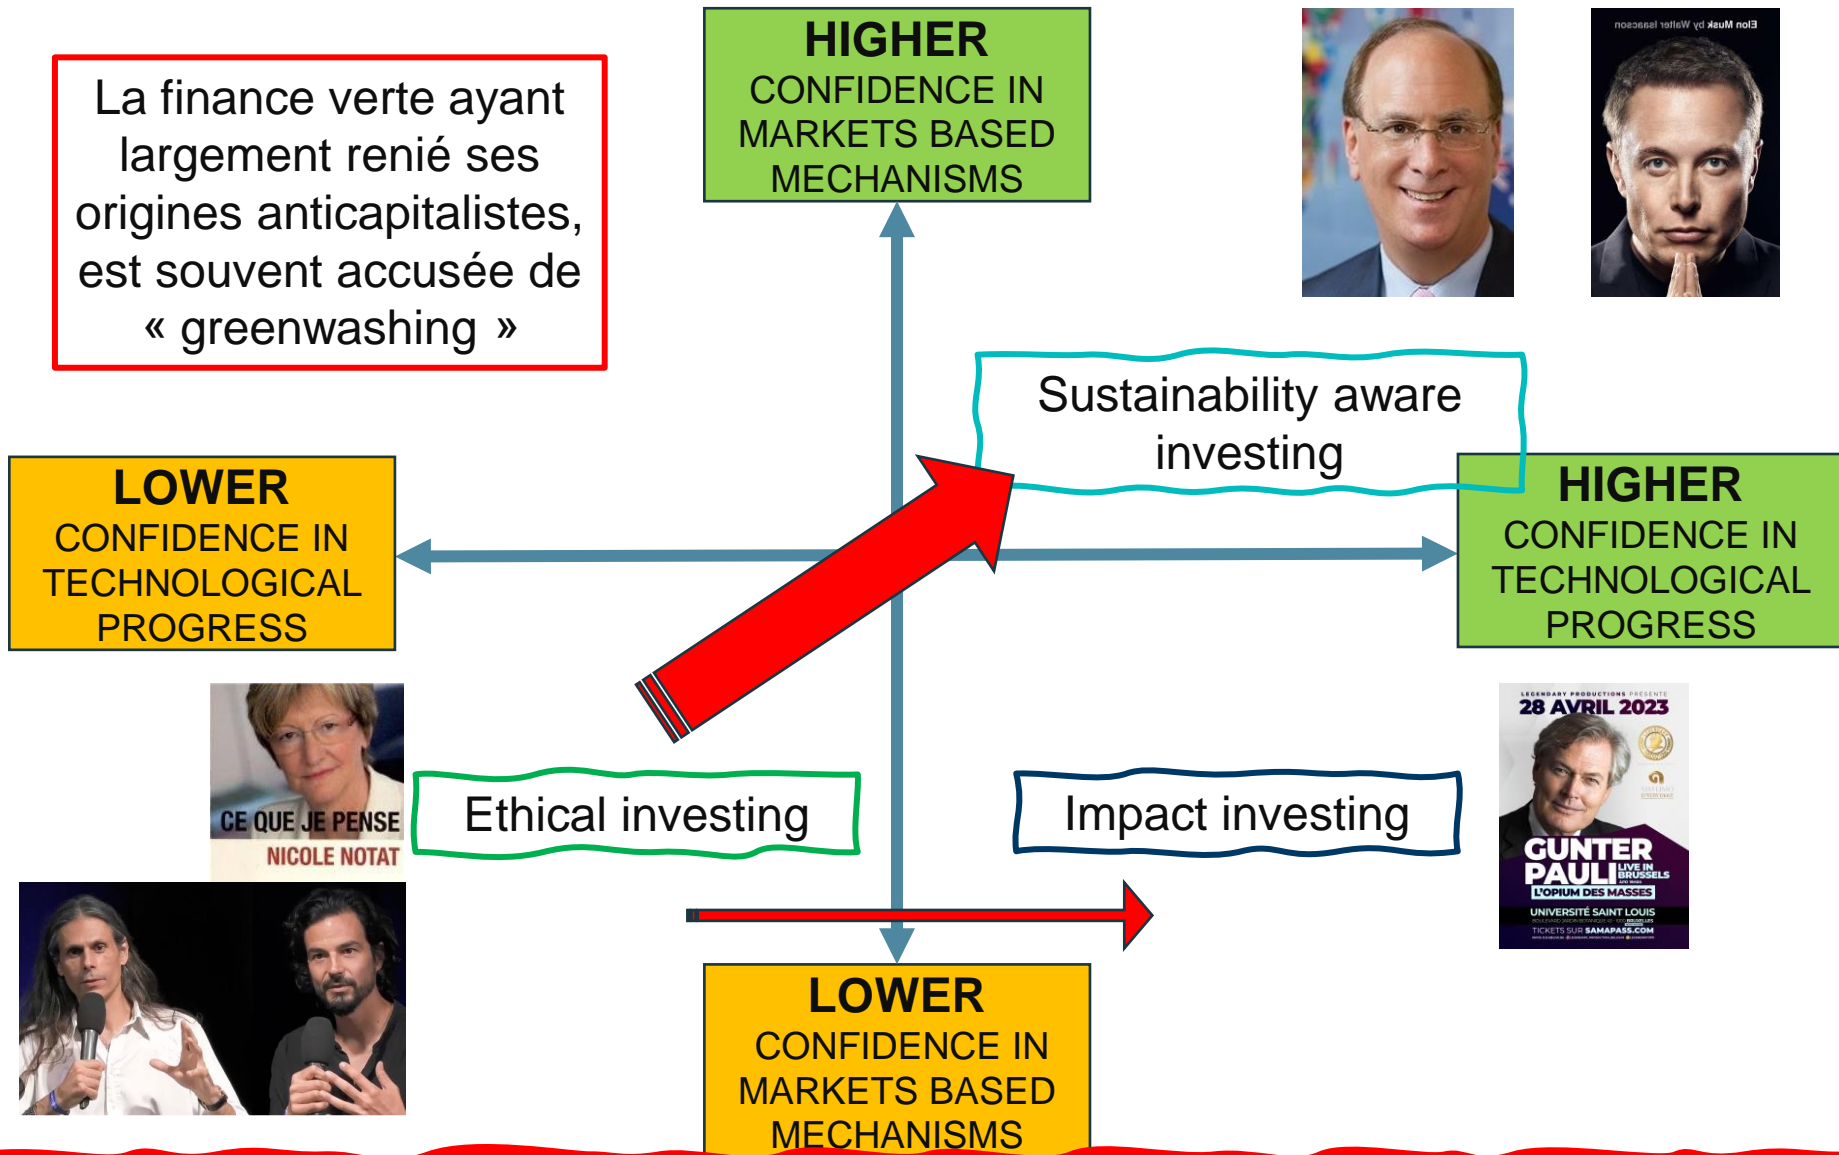 La finance verte ayant
largement renié ses
origines anticapitalistes,
est souvent accusée de
« greenwashing »
HIGHER
CONFIDENCE IN
MARKETS BASED
MECHANISMS
Elon Musk by Walter Isaacson
Sustainability aware
investing
LOWER
CONFIDENCE IN
TECHNOLOGICAL
PROGRESS
HIGHER
CONFIDENCE IN
TECHNOLOGICAL
PROGRESS
CE QUE JE PENSE
NICOLE NOTAT
Ethical investing
Impact investing
LEGENDARY PRODUCTIONS PRÉSENTE
28 AVRIL 2023
GUNTER
PAULI
LIVE IN
BRUSSELS
L'OPIUM DES MASSES
UNIVERSITÉ SAINT LOUIS
TICKETS SUR SAMAPASS.COM
LOWER
CONFIDENCE IN
MARKETS BASED
MECHANISMS